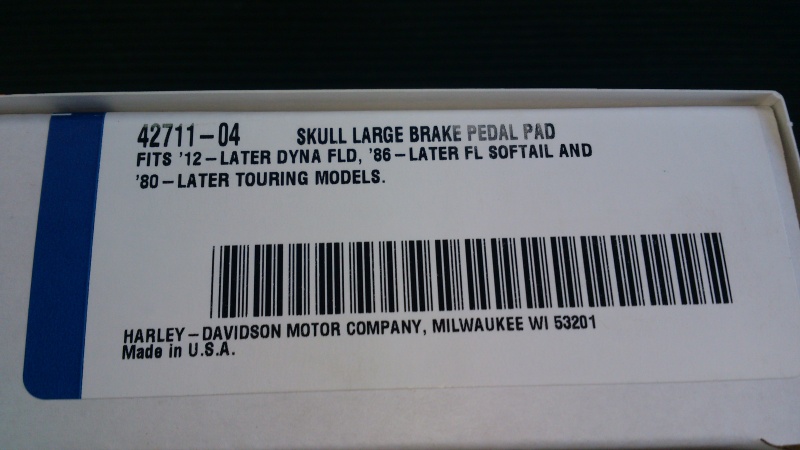 42711-04 SKULL LARGE BRAKE PEDAL PAD
FITS '12-LATER DYNA FLD, '86-LATER FL SOFTAIL AND
'80-LATER TOURING MODELS.
HARLEY-DAVIDSON MOTOR COMPANY, MILWAUKEE WI 53201
Made in U.S.A.